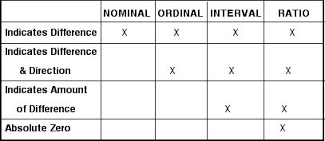 NOMINAL ORDINAL INTERVAL RATIO
Indicates Difference X X X X
Indicates Difference
& Direction X X X
Indicates Amount
of Difference X X
Absolute Zero X